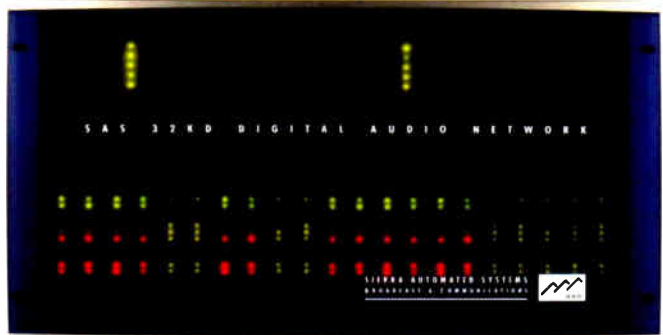 SAS 32KD DIGITAL AUDIO NETWORK
SIERRA AUTOMATED SYSTEMS
BROADCAST & COMMUNICATIONS